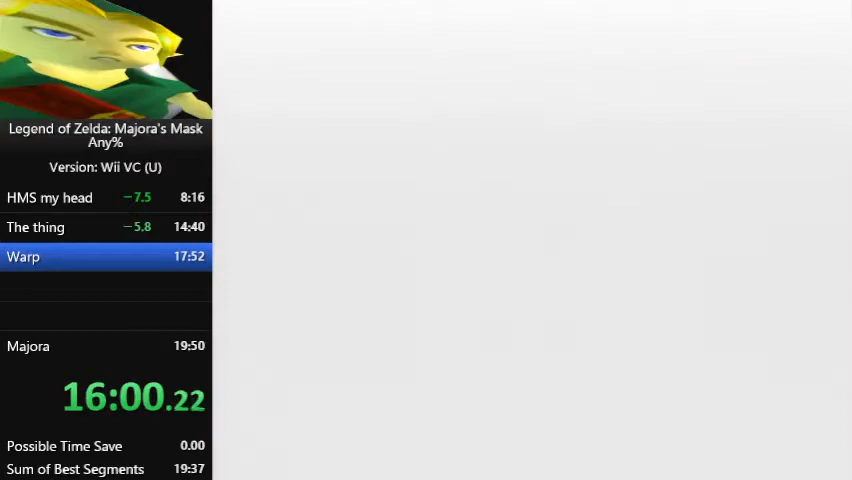 Legend of Zelda: Majora's Mask
Any%
Version: Wii VC (U)
HMS my head −7.5 8:16
The thing −5.8 14:40
Warp 17:52
Majora 19:50
16:00.22
Possible Time Save 0.00
Sum of Best Segments 19:37